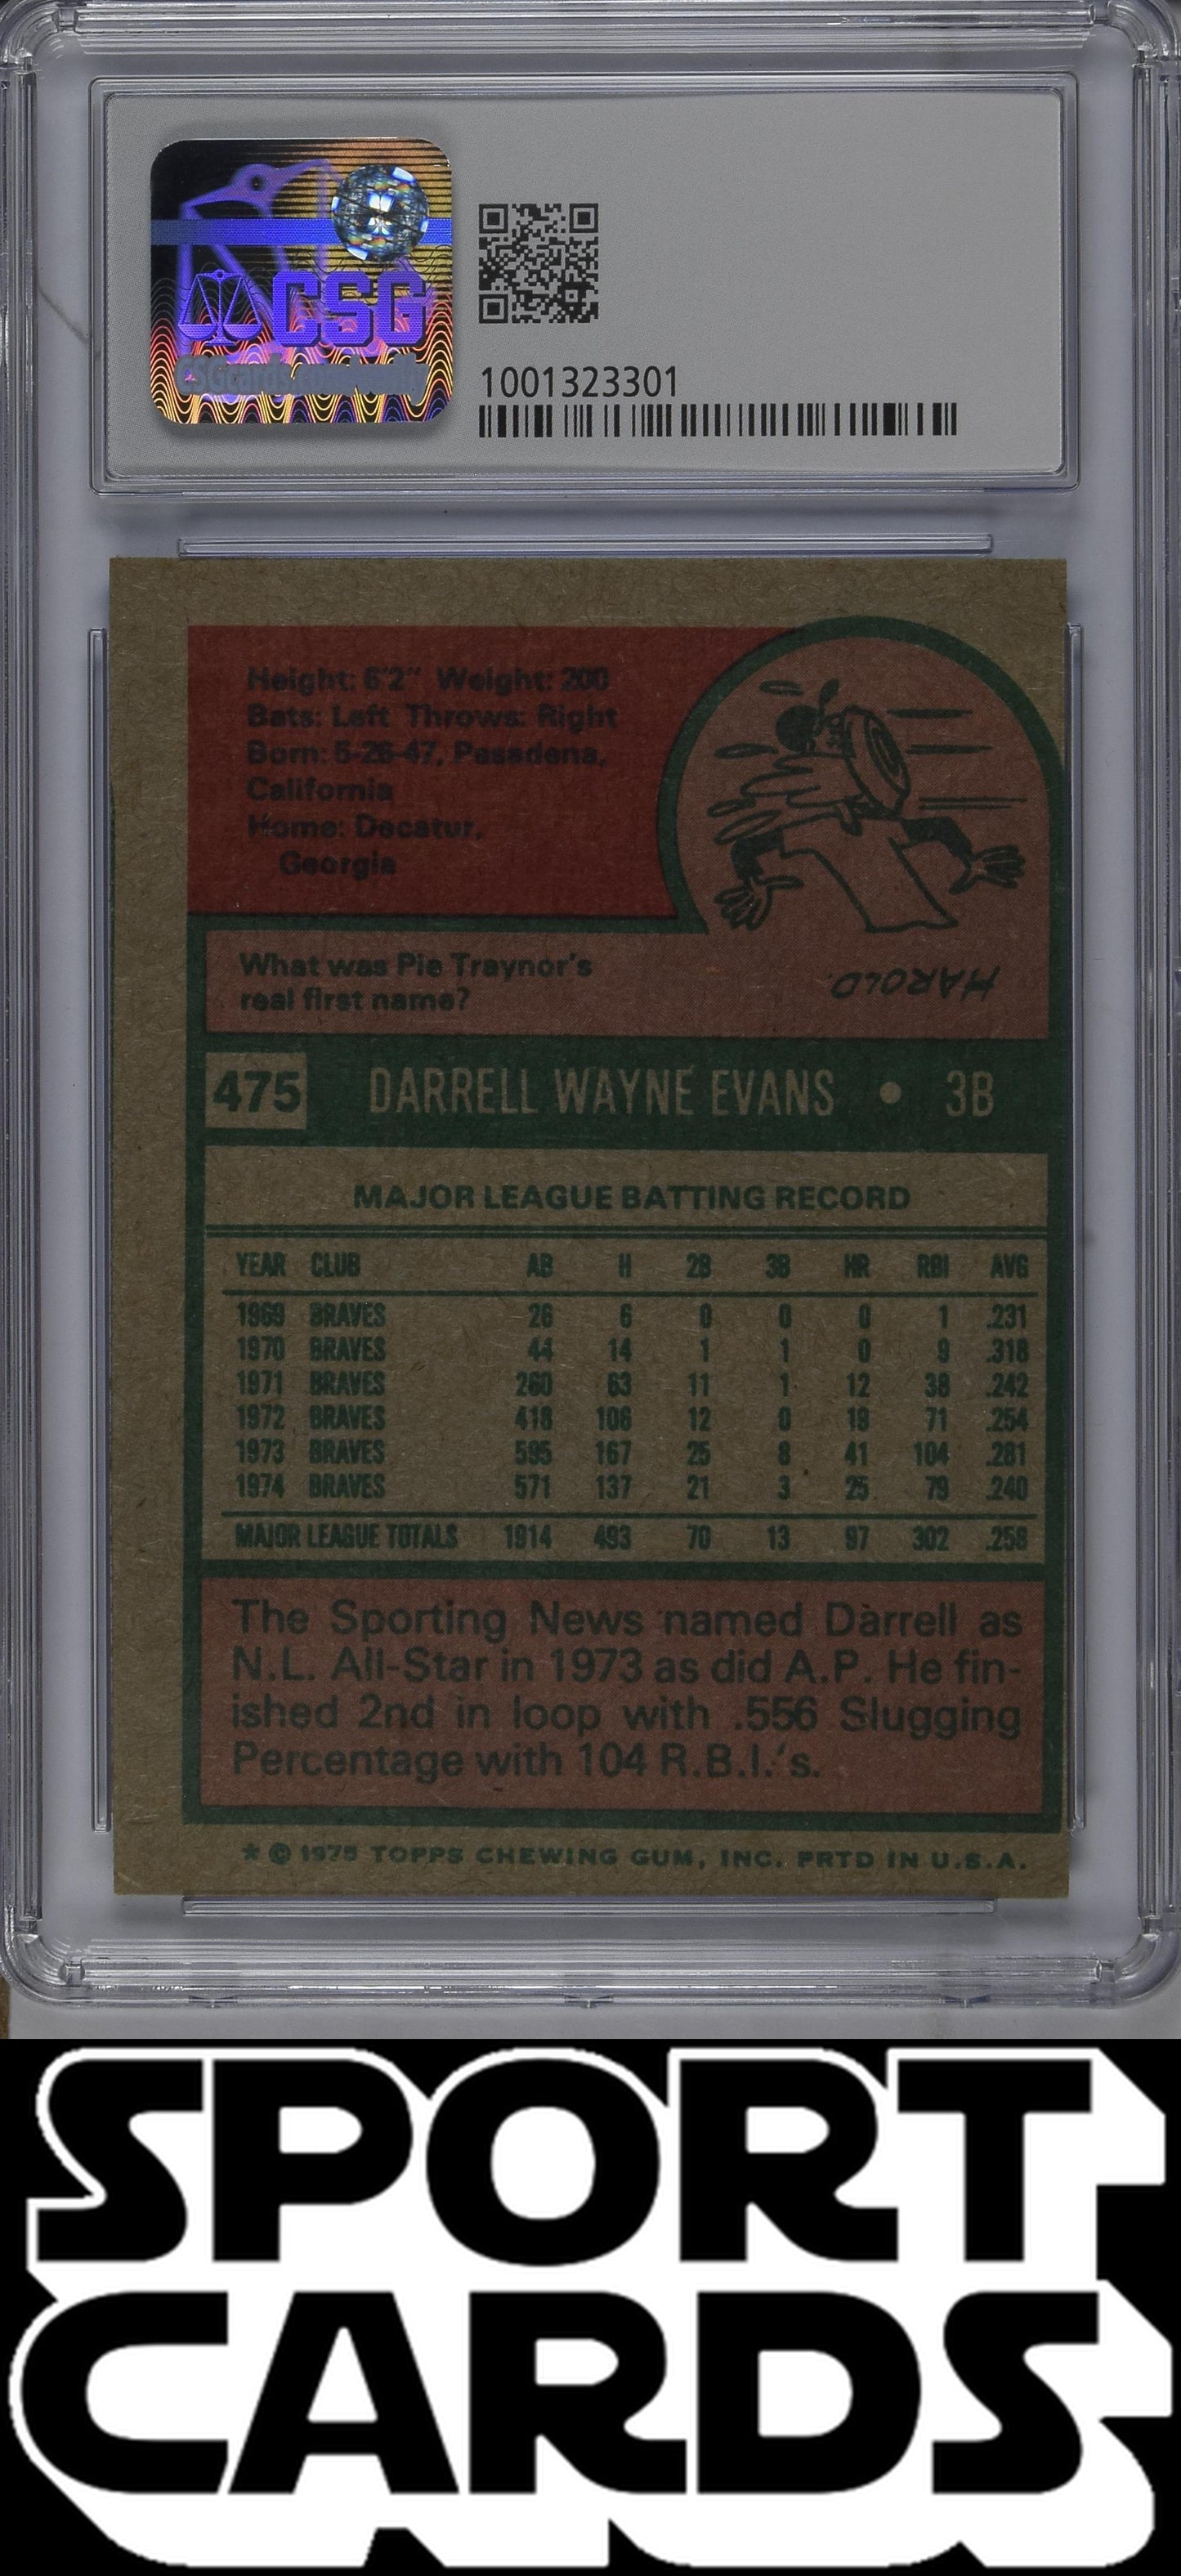 CSG
CSGcards.com/verify
1001323301
Height: 6'2" Weight: 200
Bats: Left Throws: Right
Born: 5-26-47, Pasadena,
California
Home: Decatur,
Georgia
What was Pie Traynor's
real first name?
HAROLD.
475 DARRELL WAYNE EVANS • 3B
MAJOR LEAGUE BATTING RECORD
YEAR CLUB AB H 2B 3B HR RBI AVG
1969 BRAVES 26 6 0 0 0 1 .231
1970 BRAVES 44 14 1 1 0 9 .318
1971 BRAVES 260 63 11 1 12 38 .242
1972 BRAVES 418 106 12 0 19 71 .254
1973 BRAVES 595 167 25 8 41 104 .281
1974 BRAVES 571 137 21 3 25 79 .240
MAJOR LEAGUE TOTALS 1914 493 70 13 97 302 .258
The Sporting News named Darrell as
N.L. All-Star in 1973 as did A.P. He fin-
ished 2nd in loop with .556 Slugging
Percentage with 104 R.B.I.'s.
* © 1975 TOPPS CHEWING GUM, INC. PRTD IN U.S.A.
SPORT
CARDS